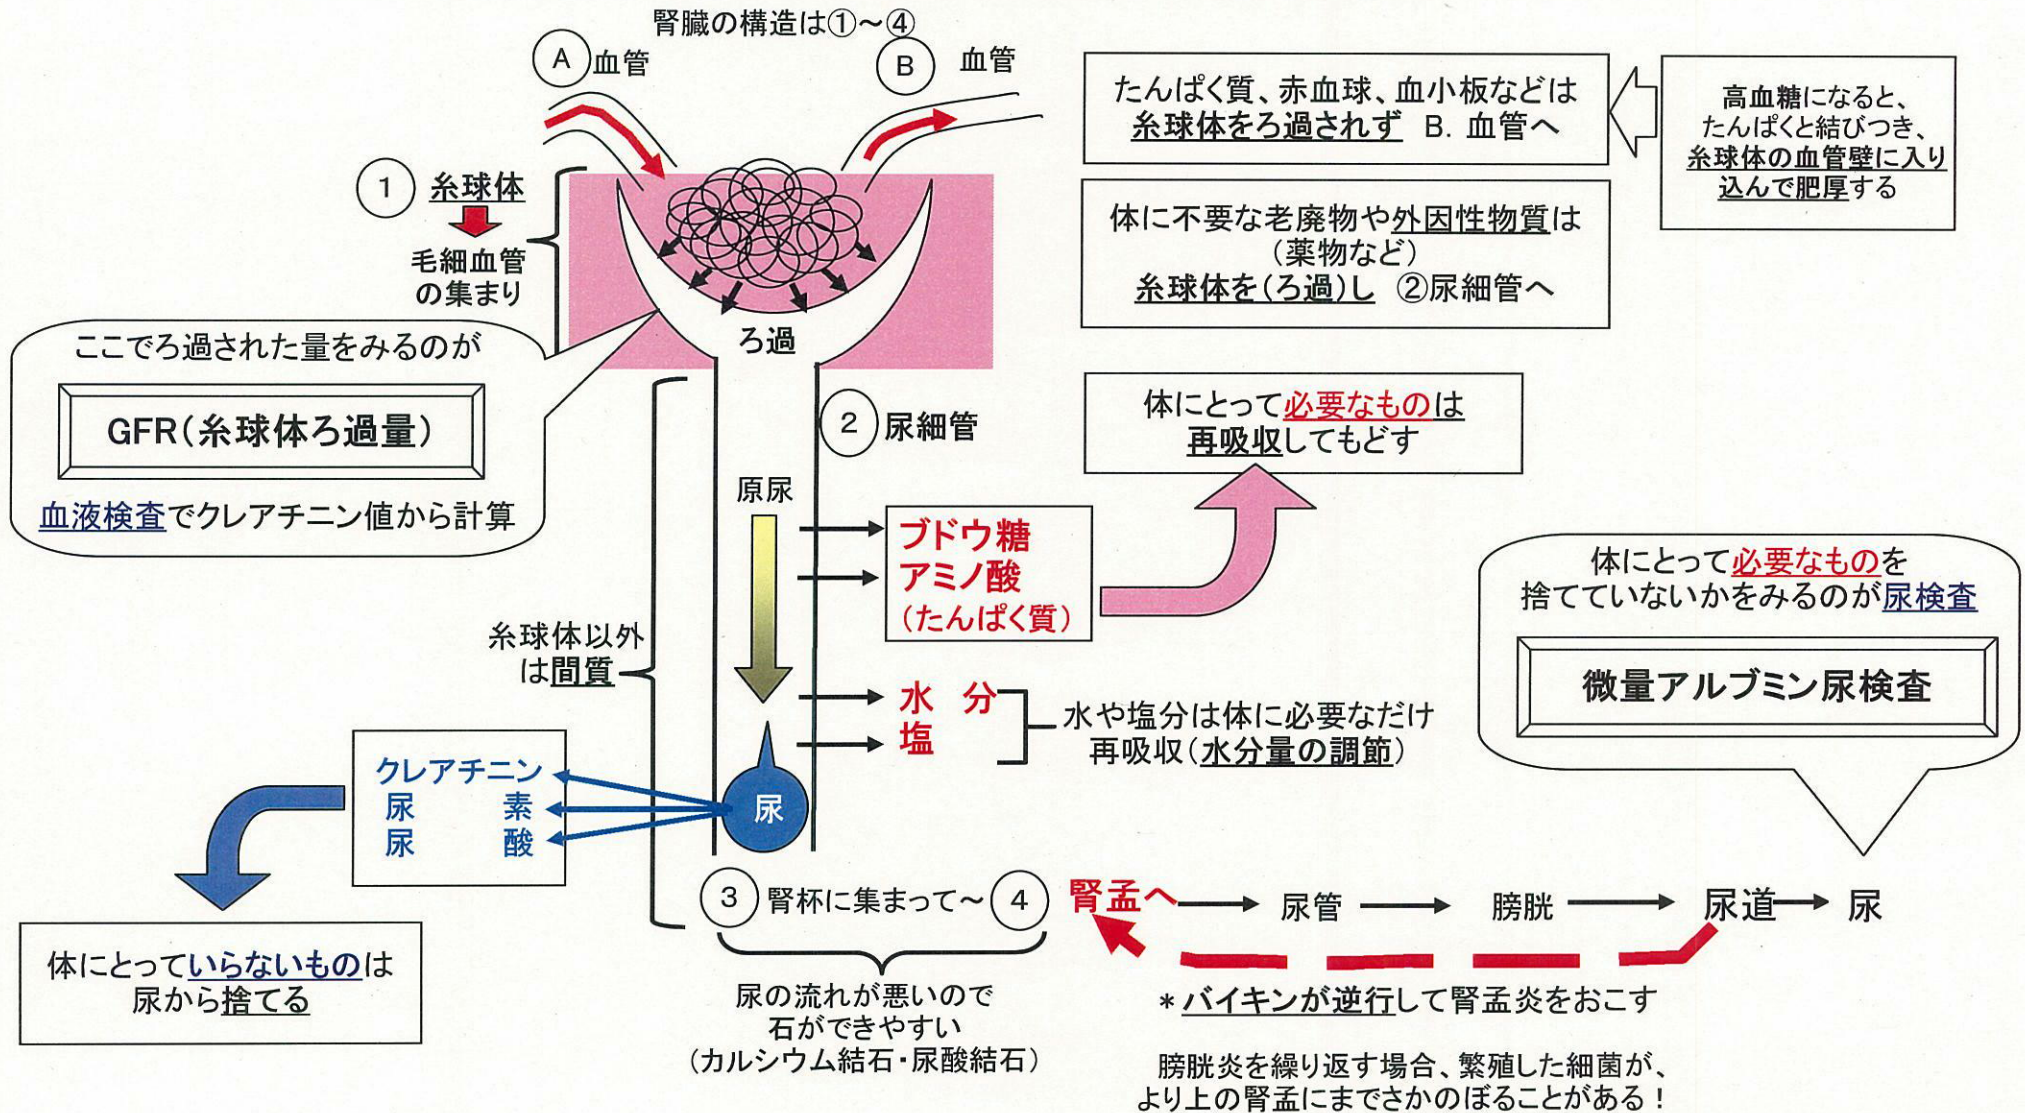 腎臓の構造は①～④
A 血管
B 血管
たんぱく質、赤血球、血小板などは
糸球体をろ過されず B. 血管へ
高血糖になると、
たんぱくと結びつき、
糸球体の血管壁に入り
込んで肥厚する
1 糸球体
毛細血管
の集まり
体に不要な老廃物や外因性物質は
(薬物など)
糸球体を(ろ過)し ②尿細管へ
ろ過
ここでろ過された量をみるのが
GFR(糸球体ろ過量)
血液検査でクレアチニン値から計算
2 尿細管
体にとって必要なものは
再吸収してもどす
原尿
ブドウ糖
アミノ酸
(たんぱく質)
体にとって必要なものを
捨てていないかをみるのが尿検査
微量アルブミン尿検査
糸球体以外
は間質
水 分
塩
水や塩分は体に必要なだけ
再吸収(水分量の調節)
クレアチニン
尿 素
尿 酸
尿
体にとっていらないものは
尿から捨てる
3 腎杯に集まって～ 4 腎盂へ 尿管 膀胱 尿道 尿
尿の流れが悪いので
石ができやすい
(カルシウム結石・尿酸結石)
*バイキンが逆行して腎盂炎をおこす
膀胱炎を繰り返す場合、繁殖した細菌が、
より上の腎盂にまでさかのぼることがある！